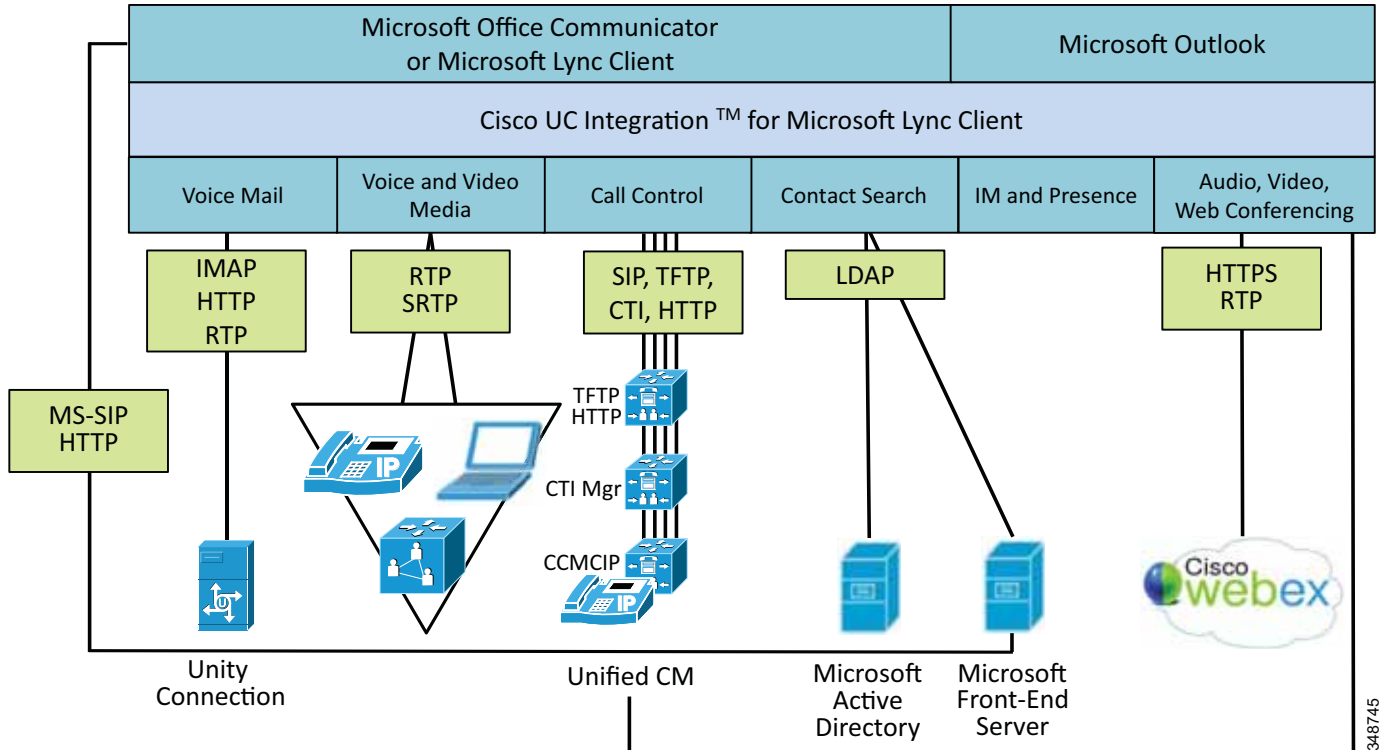 Microsoft Office Communicator
or Microsoft Lync Client
Microsoft Outlook
Cisco UC Integration TM for Microsoft Lync Client
Voice Mail
Voice and Video
Media
Call Control
Contact Search
IM and Presence
Audio, Video,
Web Conferencing
IMAP
HTTP
RTP
RTP
SRTP
SIP, TFTP,
CTI, HTTP
LDAP
HTTPS
RTP
MS-SIP
HTTP
TFTP
HTTP
IP
CTI Mgr
CCMCIP
IP
Cisco
webex
Unity
Connection
Unified CM
Microsoft
Active
Directory
Microsoft
Front-End
Server
348745